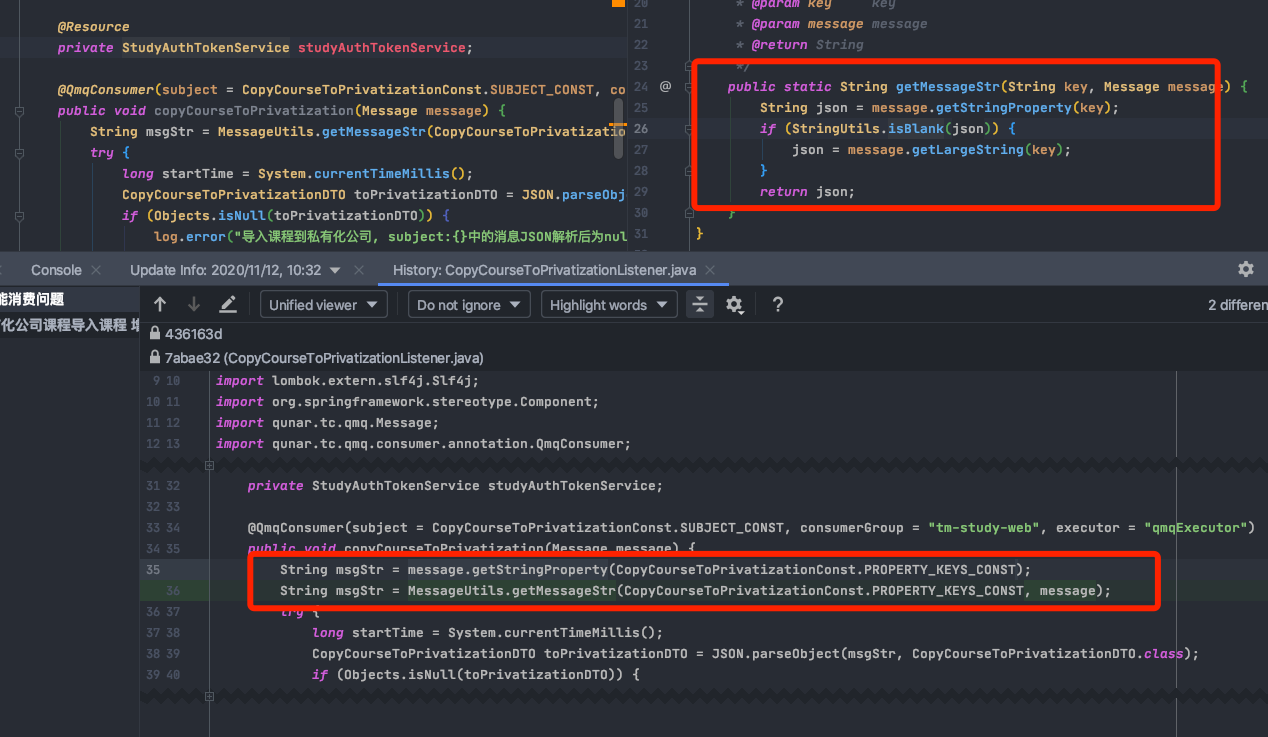 @Resource
private StudyAuthTokenService studyAuthTokenService;
@QmqConsumer(subject = CopyCourseToPrivatizationConst.SUBJECT_CONST, co
public void copyCourseToPrivatization(Message message) {
String msgStr = MessageUtils.getMessageStr(CopyCourseToPrivatizatio
try {
long startTime = System.currentTimeMillis();
CopyCourseToPrivatizationDTO toPrivatizationDTO = JSON.parseObj
if (Objects.isNull(toPrivatizationDTO)) {
log.error("导入课程到私有化公司, subject:{}中的消息JSON解析后为nul
20 * @param key key
21 * @param message message
22 * @return String
23 */
24 @ public static String getMessageStr(String key, Message message) {
25 String json = message.getStringProperty(key);
26 if (StringUtils.isBlank(json)) {
27 json = message.getLargeString(key);
28 }
29 return json;
30 }
31 }
Console
Update Info: 2020/11/12, 10:32
History: CopyCourseToPrivatizationListener.java
能消费问题
化公司课程导入课程 增
Unified viewer
Do not ignore
Highlight words
?
2 differen
436163d
7abae32 (CopyCourseToPrivatizationListener.java)
9 10 import lombok.extern.slf4j.Slf4j;
10 11 import org.springframework.stereotype.Component;
11 12 import qunar.tc.qmq.Message;
12 13 import qunar.tc.qmq.consumer.annotation.QmqConsumer;
31 32 private StudyAuthTokenService studyAuthTokenService;
32 33
33 34 @QmqConsumer(subject = CopyCourseToPrivatizationConst.SUBJECT_CONST, consumerGroup = "tm-study-web", executor = "qmqExecutor")
34 35 public void copyCourseToPrivatization(Message message) {
35 String msgStr = message.getStringProperty(CopyCourseToPrivatizationConst.PROPERTY_KEYS_CONST);
36 String msgStr = MessageUtils.getMessageStr(CopyCourseToPrivatizationConst.PROPERTY_KEYS_CONST, message);
36 37 try {
37 38 long startTime = System.currentTimeMillis();
38 39 CopyCourseToPrivatizationDTO toPrivatizationDTO = JSON.parseObject(msgStr, CopyCourseToPrivatizationDTO.class);
39 40 if (Objects.isNull(toPrivatizationDTO)) {